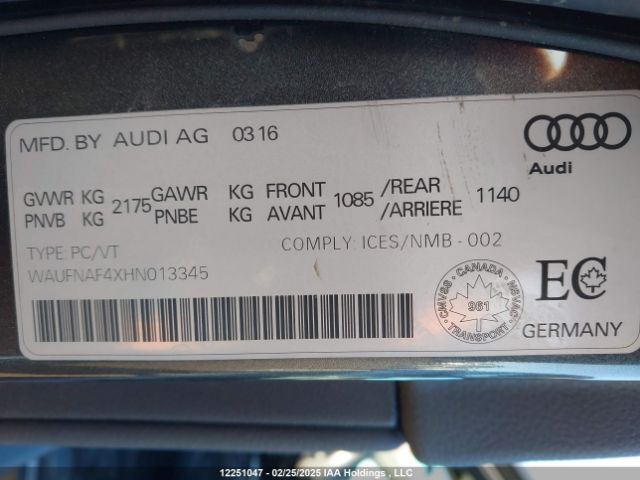 MFD. BY AUDI AG 0316
Audi
GVWR KG 2175 GAWR KG FRONT 1085 /REAR 1140
PNVB KG PNBE KG AVANT /ARRIERE
COMPLY: ICES/NMB - 002
TYPE: PC/VT
WAUFNAF4XHN013345
CMVSS - CANADA - NSVAC
961
TRANSPORT
EC
GERMANY
12251047 - 02/25/2025 IAA Holdings , LLC